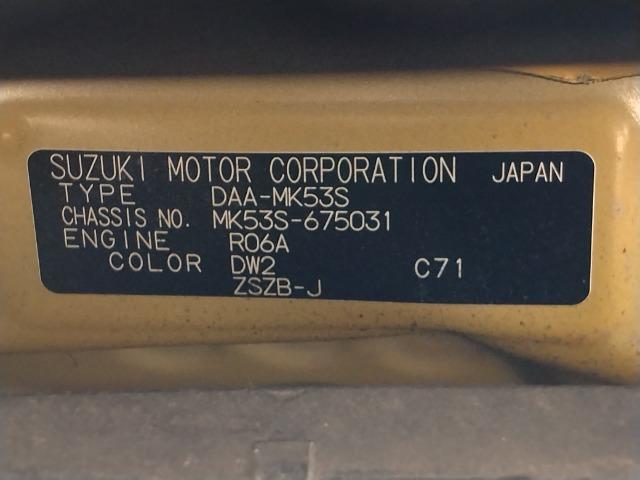 SUZUKI MOTOR CORPORATION JAPAN
TYPE DAA-MK53S
CHASSIS NO. MK53S-675031
ENGINE R06A
COLOR DW2 C71
ZSZB-J